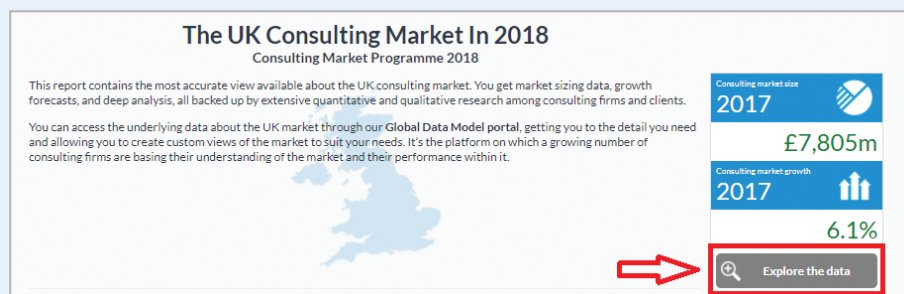 The UK Consulting Market In 2018
Consulting Market Programme 2018
This report contains the most accurate view available about the UK consulting market. You get market sizing data, growth
forecasts, and deep analysis, all backed up by extensive quantitative and qualitative research among consulting firms and clients.
You can access the underlying data about the UK market through our Global Data Model portal, getting you to the detail you need
and allowing you to create custom views of the market to suit your needs. It's the platform on which a growing number of
consulting firms are basing their understanding of the market and their performance within it.
Consulting market size
2017
£7,805m
Consulting market growth
2017
6.1%
Explore the data